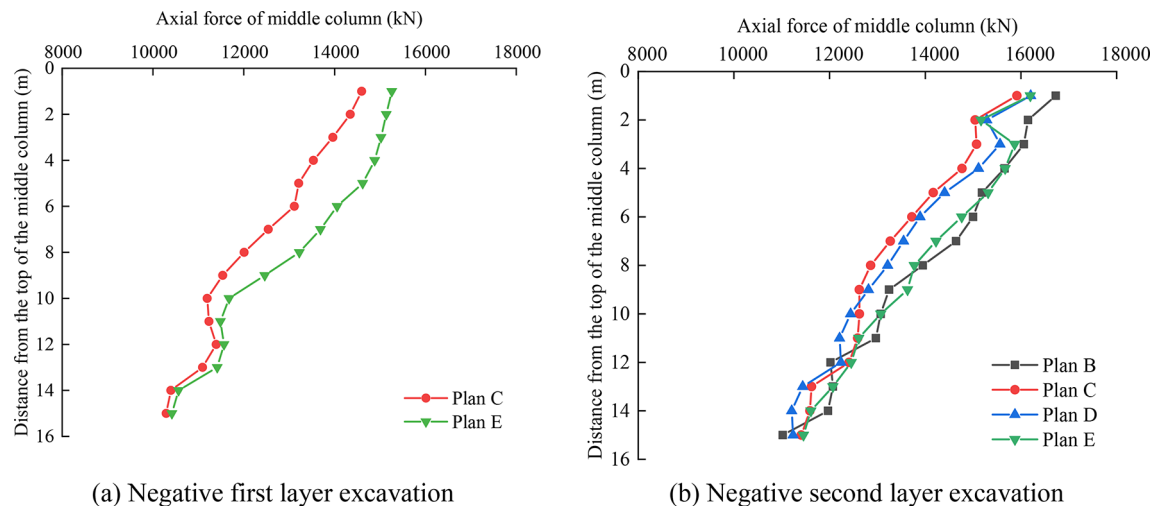 Axial force of middle column (kN)
8000 10000 12000 14000 16000 18000
Distance from the top of the middle column (m)
0
2
4
6
8
10
12
14
16
Plan C
Plan E
(a) Negative first layer excavation
Axial force of middle column (kN)
8000 10000 12000 14000 16000 18000
Distance from the top of the middle column (m)
0
2
4
6
8
10
12
14
16
Plan B
Plan C
Plan D
Plan E
(b) Negative second layer excavation